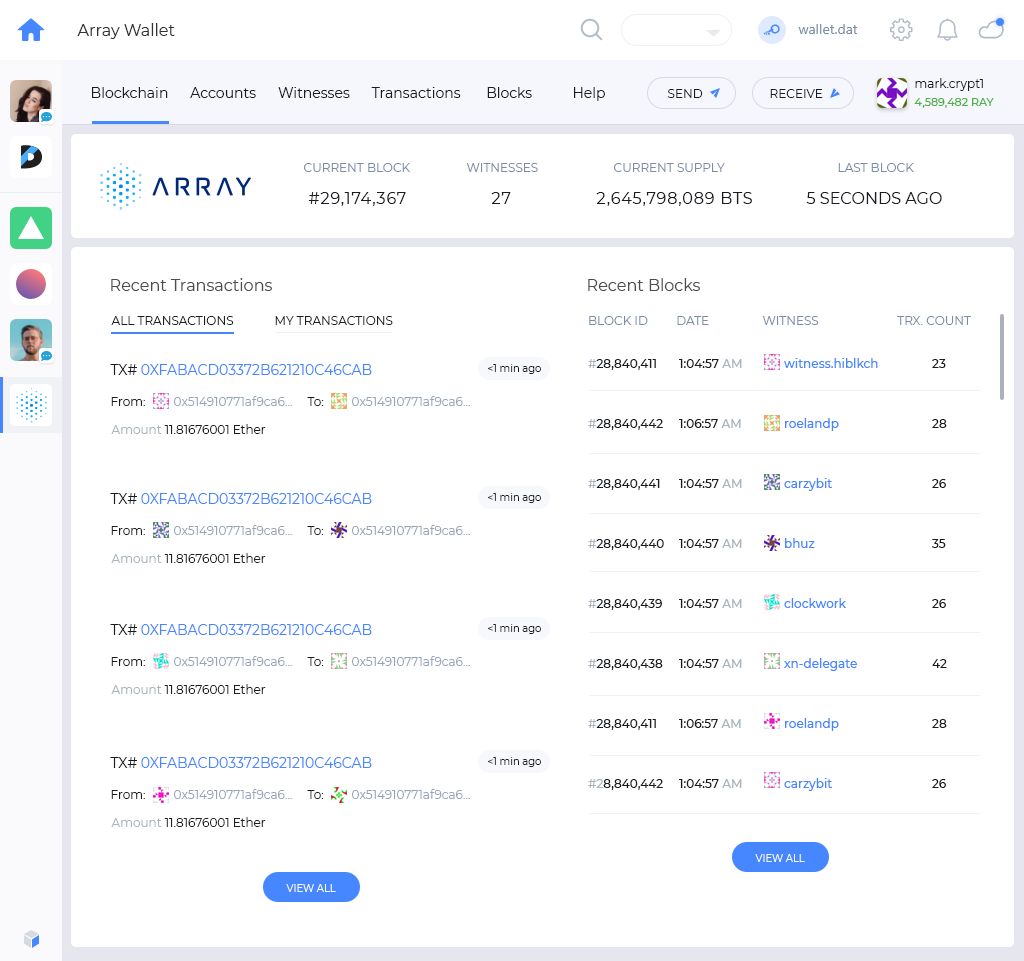 Array Wallet
wallet.dat
Blockchain Accounts Witnesses Transactions Blocks Help SEND RECEIVE
mark.crypt1
4,589,482 RAY
CURRENT BLOCK WITNESSES CURRENT SUPPLY LAST BLOCK
ARRAY
#29,174,367 27 2,645,798,089 BTS 5 SECONDS AGO
Recent Transactions
ALL TRANSACTIONS MY TRANSACTIONS
TX# 0XFABACD03372B621210C46CAB <1 min ago
From: 0x514910771af9ca6... To: 0x514910771af9ca6...
Amount 11.81676001 Ether
TX# 0XFABACD03372B621210C46CAB <1 min ago
From: 0x514910771af9ca6... To: 0x514910771af9ca6...
Amount 11.81676001 Ether
TX# 0XFABACD03372B621210C46CAB <1 min ago
From: 0x514910771af9ca6... To: 0x514910771af9ca6...
Amount 11.81676001 Ether
TX# 0XFABACD03372B621210C46CAB <1 min ago
From: 0x514910771af9ca6... To: 0x514910771af9ca6...
Amount 11.81676001 Ether
VIEW ALL
Recent Blocks
BLOCK ID DATE WITNESS TRX. COUNT
#28,840,411 1:04:57 AM witness.hiblkch 23
#28,840,442 1:06:57 AM roelandp 28
#28,840,441 1:04:57 AM carzybit 26
#28,840,440 1:04:57 AM bhuz 35
#28,840,439 1:04:57 AM clockwork 26
#28,840,438 1:04:57 AM xn-delegate 42
#28,840,411 1:06:57 AM roelandp 28
#28,840,442 1:04:57 AM carzybit 26
VIEW ALL